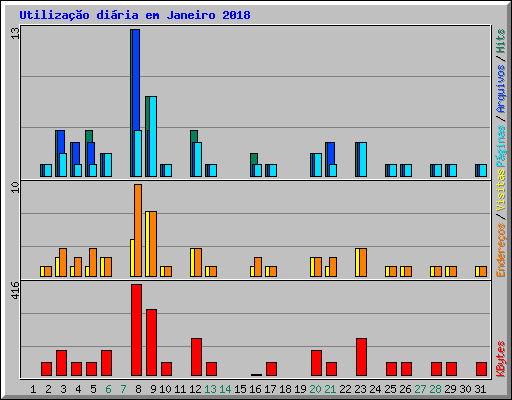 Utilização diária em Janeiro 2018
13
10
416
Endereços / Visitas Páginas / Arquivos / Hits
KBytes
1 2 3 4 5 6 7 8 9 10 11 12 13 14 15 16 17 18 19 20 21 22 23 24 25 26 27 28 29 30 31